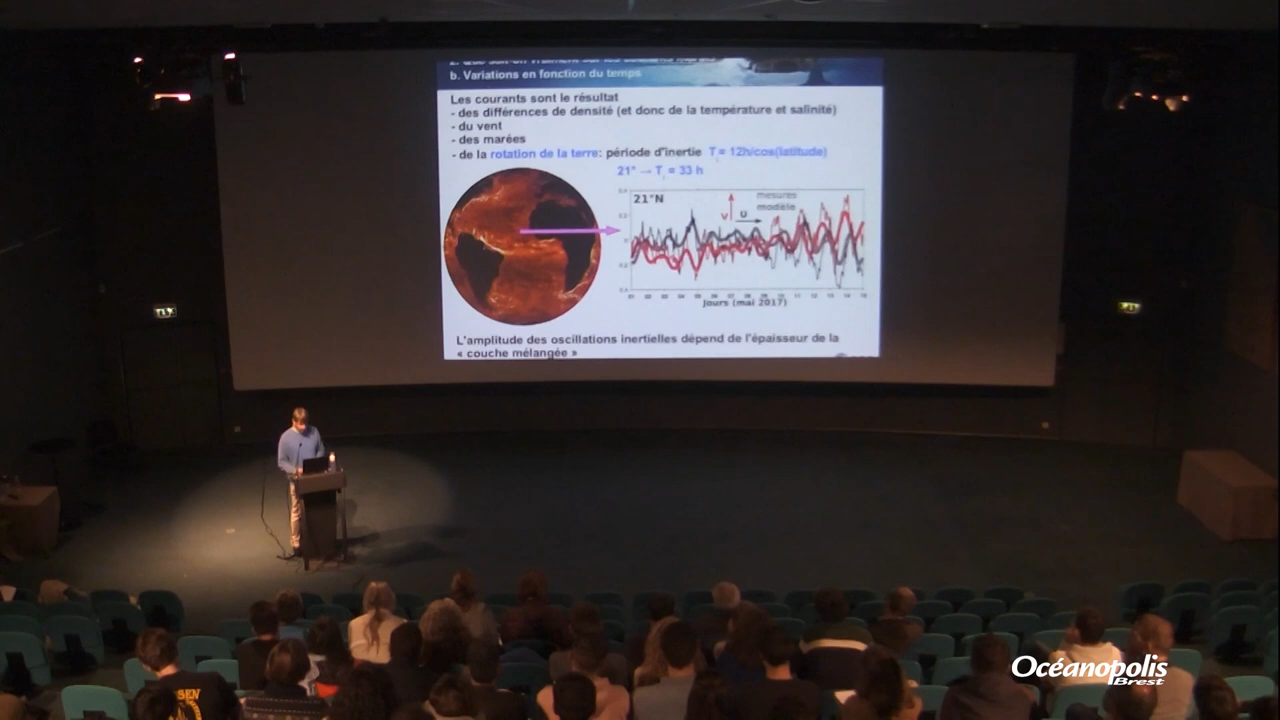 b. Variations en fonction du temps
Les courants sont le résultat
- des différences de densité (et donc de la température et salinité)
- du vent
- des marées
- de la rotation de la terre: période d'inertie Ti= 12h/cos(latitude)
21° → Ti = 33 h
21°N
mesures
modèle
V
U
Jours (mai 2017)
L'amplitude des oscillations inertielles dépend de l'épaisseur de la
« couche mélangée »
Océanopolis
Brest